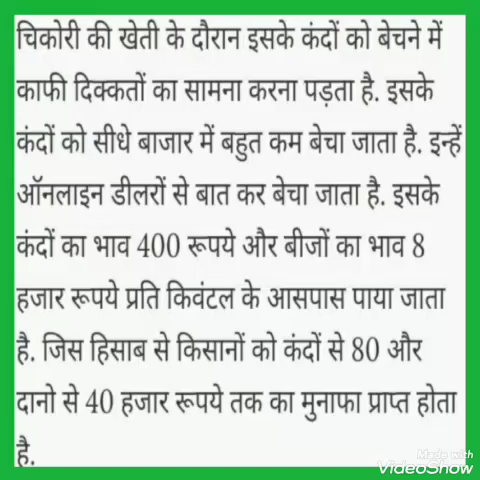 चिकोरी की खेती के दौरान इसके कंदों को बेचने में
काफी दिक्कतों का सामना करना पड़ता है. इसके
कंदों को सीधे बाजार में बहुत कम बेचा जाता है. इन्हें
ऑनलाइन डीलरों से बात कर बेचा जाता है. इसके
कंदों का भाव 400 रूपये और बीजों का भाव 8
हजार रूपये प्रति किवंटल के आसपास पाया जाता
है. जिस हिसाब से किसानों को कंदों से 80 और
दानो से 40 हजार रूपये तक का मुनाफा प्राप्त होता
है.
Made with
VideoShow